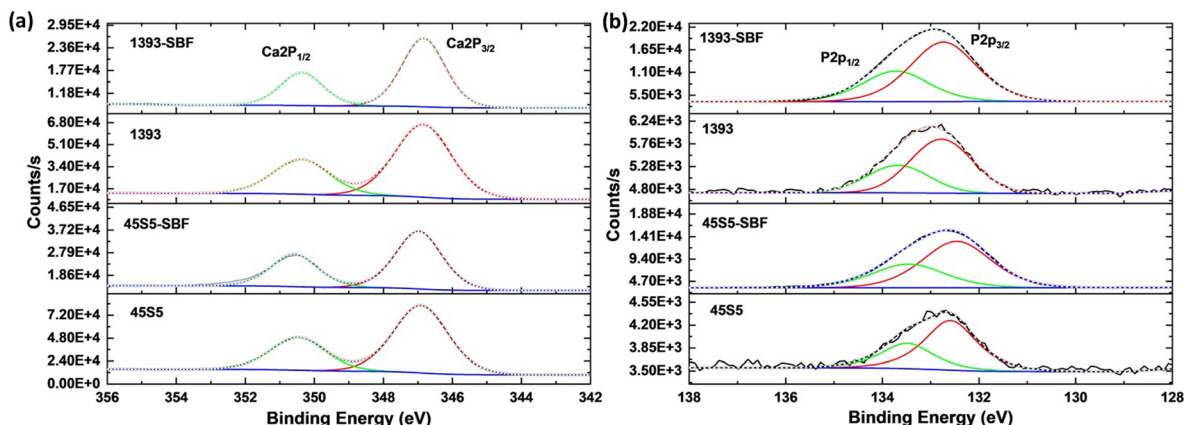 (a)
Counts/s
2.95E+4
2.36E+4
1.77E+4
1.18E+4
1393-SBF
Ca2P1/2
Ca2P3/2
6.80E+4
5.10E+4
3.40E+4
1.70E+4
1393
4.65E+4
3.72E+4
2.79E+4
1.86E+4
45S5-SBF
7.20E+4
4.80E+4
2.40E+4
0.00E+4
45S5
356 354 352 350 348 346 344 342
Binding Energy (eV)
(b)
Counts/s
2.20E+4
1.65E+4
1.10E+4
5.50E+3
1393-SBF
P2p1/2
P2p3/2
6.24E+3
5.76E+3
5.28E+3
4.80E+3
1393
1.88E+4
1.41E+4
9.40E+3
4.70E+3
45S5-SBF
4.55E+3
4.20E+3
3.85E+3
3.50E+3
45S5
138 136 134 132 130 128
Binding Energy (eV)